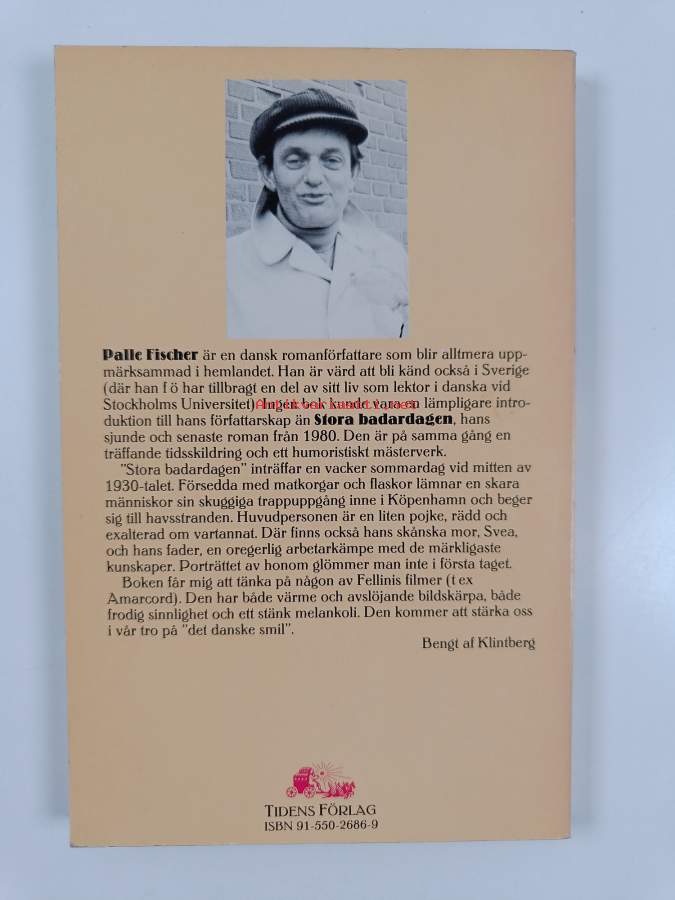 Palle Fischer är en dansk romanförfattare som blir alltmera upp-
märksammad i hemlandet. Han är värd att bli känd också i Sverige
(där han f ö har tillbragt en del av sitt liv som lektor i danska vid
Stockholms Universitet). Ingen bok kunde vara en lämpligare intro-
Antikvariaatti.net
duktion till hans författarskap än Stora badardagen, hans
sjunde och senaste roman från 1980. Den är på samma gång en
träffande tidsskildring och ett humoristiskt mästerverk.
"Stora badardagen" inträffar en vacker sommardag vid mitten av
1930-talet. Försedda med matkorgar och flaskor lämnar en skara
människor sin skuggiga trappuppgång inne i Köpenhamn och beger
sig till havsstranden. Huvudpersonen är en liten pojke, rädd och
exalterad om vartannat. Där finns också hans skånska mor, Svea,
och hans fader, en oregerlig arbetarkämpe med de märkligaste
kunskaper. Porträttet av honom glömmer man inte i första taget.
Boken får mig att tänka på någon av Fellinis filmer (t ex
Amarcord). Den har både värme och avslöjande bildskärpa, både
frodig sinnlighet och ett stänk melankoli. Den kommer att stärka oss
i vår tro på "det danske smil".
Bengt af Klintberg
TIDENS FÖRLAG
ISBN 91-550-2686-9